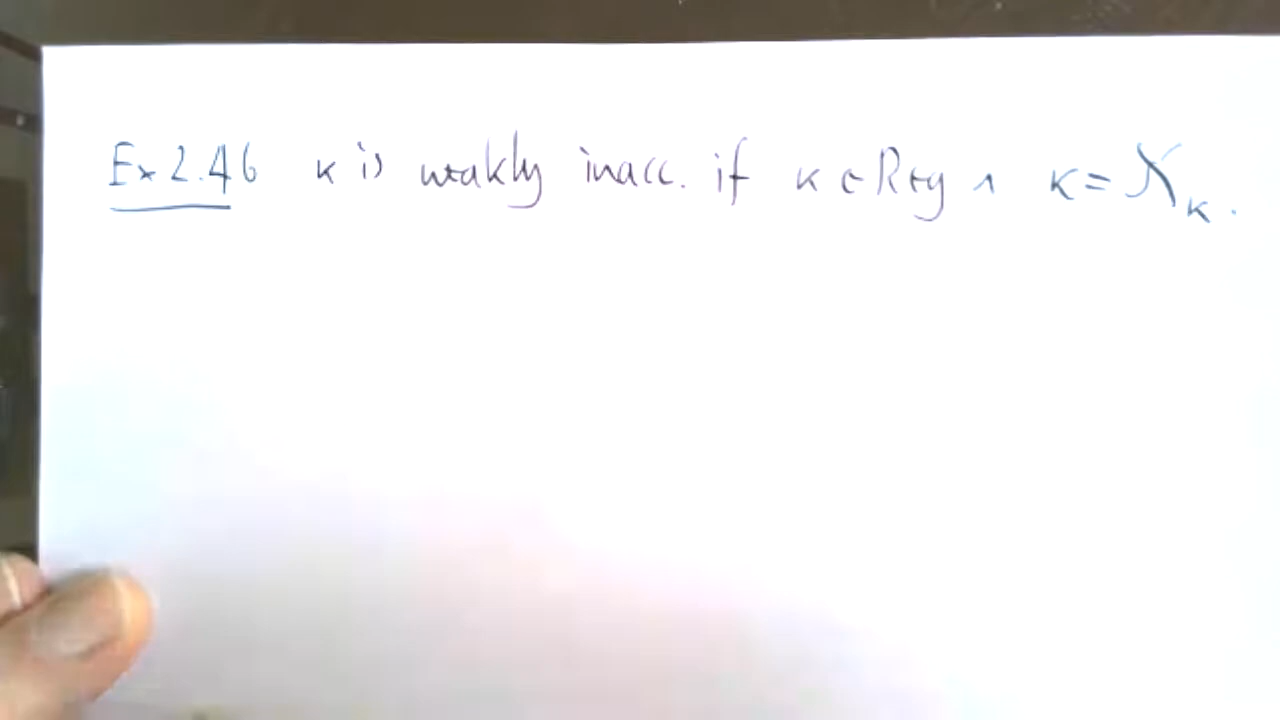 Ex 2.46 κ is weakly inacc. if κ ∈ Reg ∧ κ = ℵ_κ.